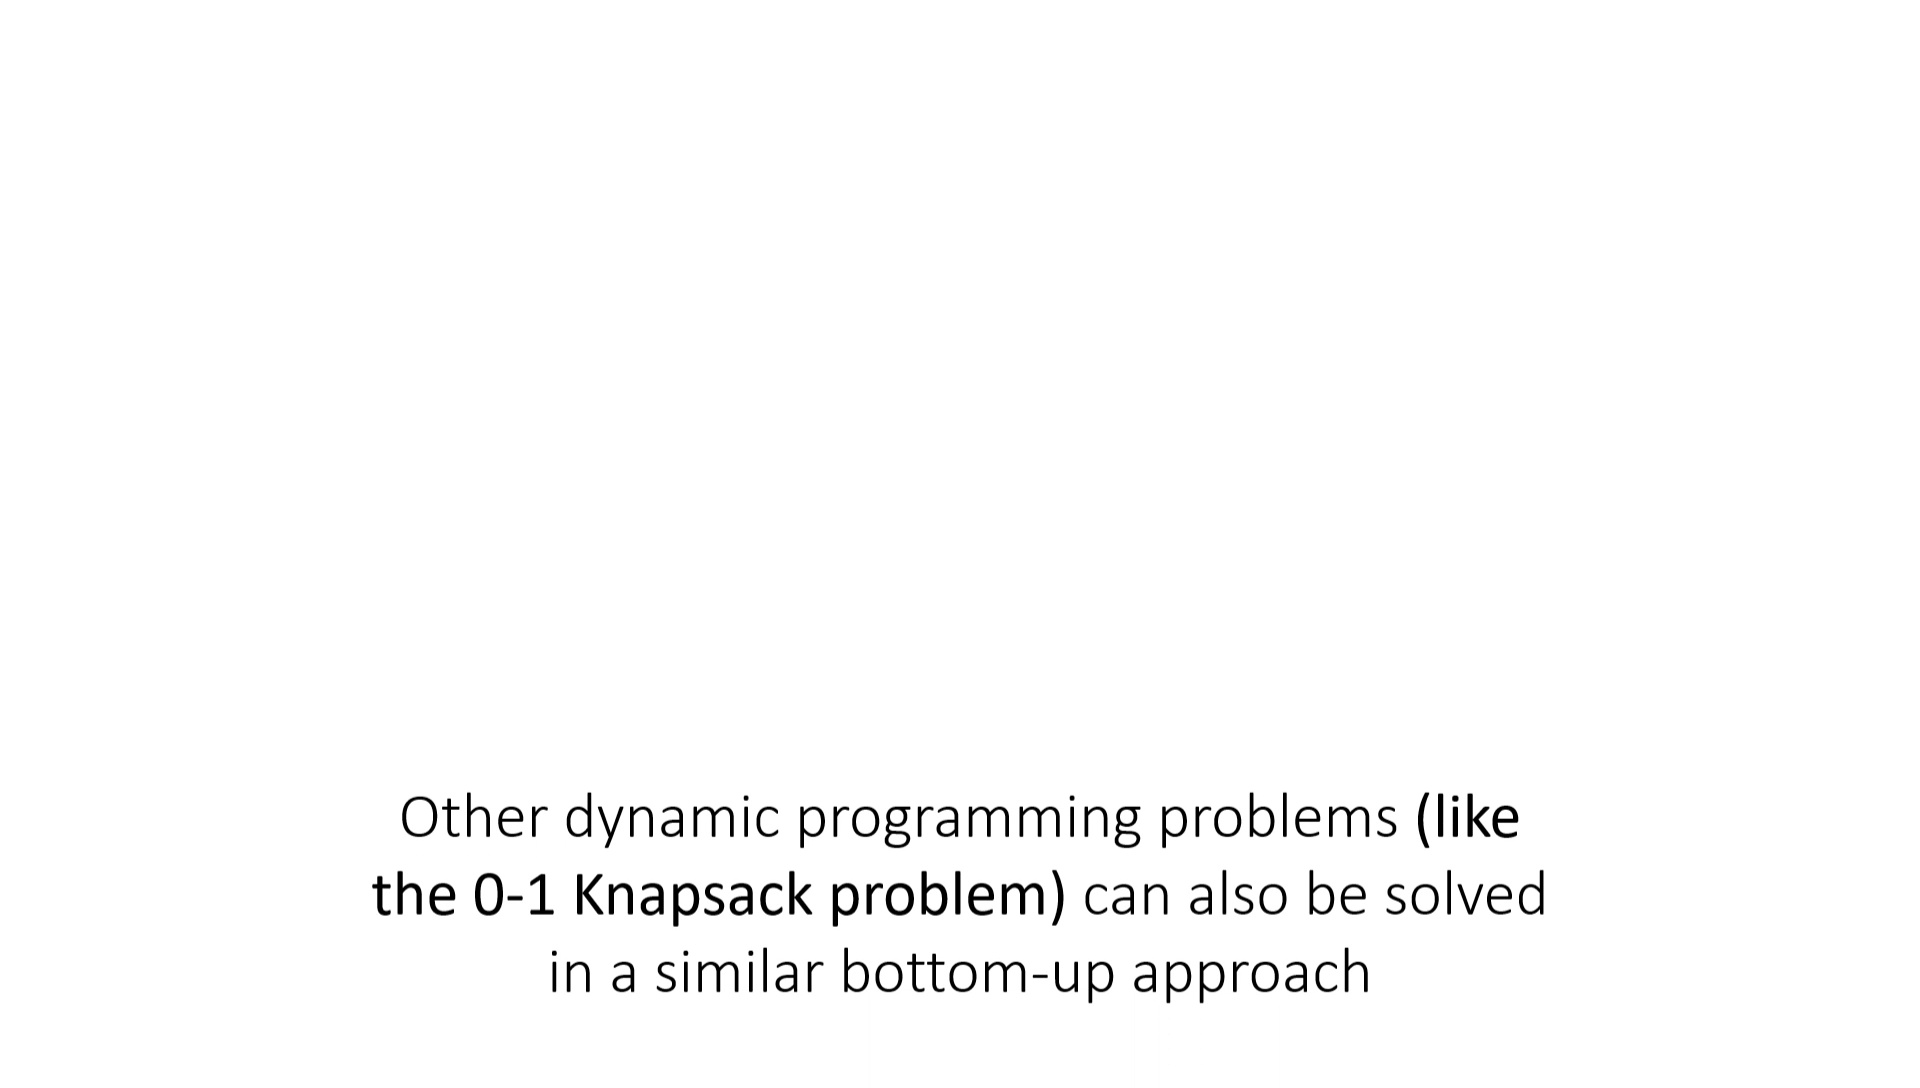 Other dynamic programming problems (like
the 0-1 Knapsack problem) can also be solved
in a similar bottom-up approach